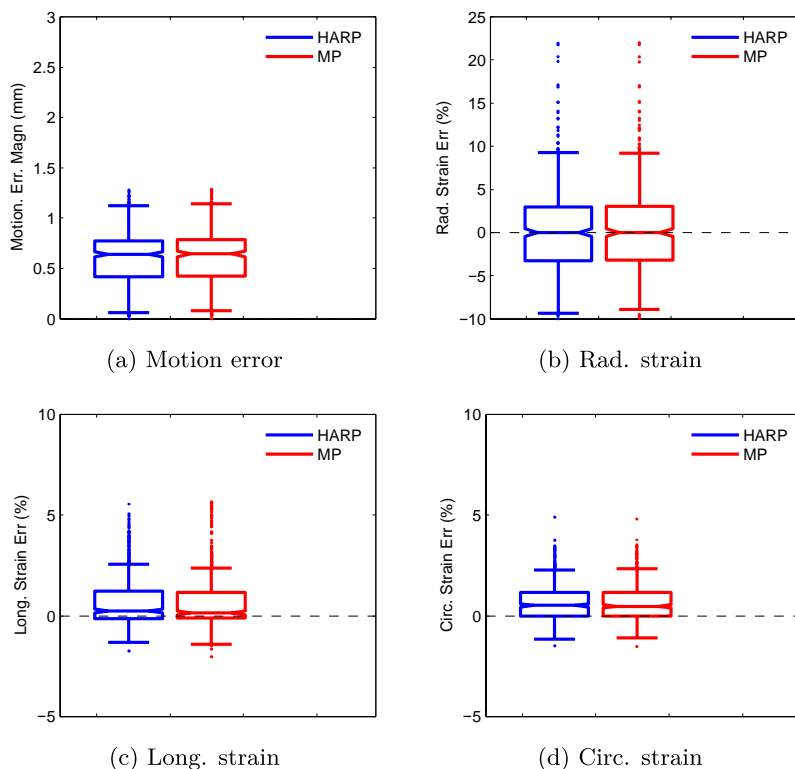 3
2.5
2
1.5
1
0.5
0
Motion. Err. Magn (mm)
HARP
MP
(a) Motion error
25
20
15
10
5
0
−5
−10
Rad. Strain Err (%)
HARP
MP
(b) Rad. strain
10
5
0
−5
Long. Strain Err (%)
HARP
MP
(c) Long. strain
10
5
0
−5
Circ. Strain Err (%)
HARP
MP
(d) Circ. strain